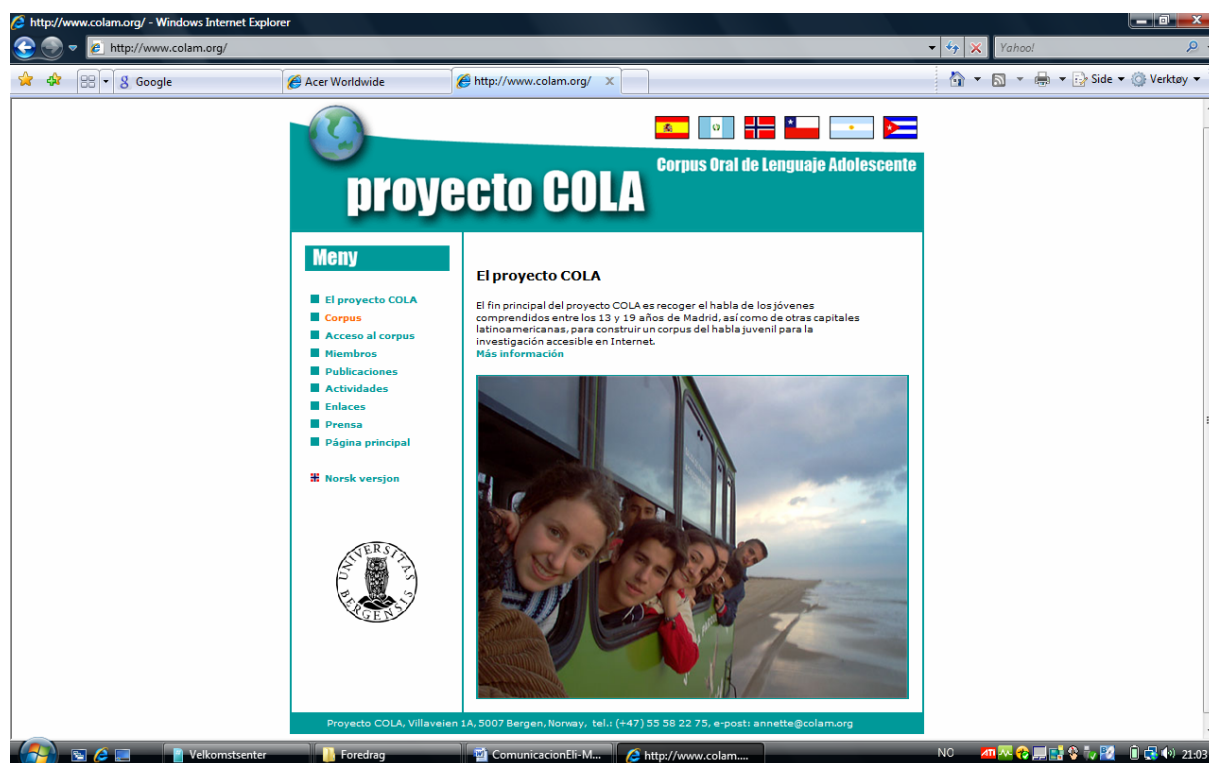 http://www.colam.org/ - Windows Internet Explorer
http://www.colam.org/
Yahoo!
Google
Acer Worldwide
http://www.colam.org/
Side
Verktøy
Corpus Oral de Lenguaje Adolescente
proyecto COLA
Meny
El proyecto COLA
Corpus
Acceso al corpus
Miembros
Publicaciones
Actividades
Enlaces
Prensa
Página principal
Norsk versjon
UNIVERSITAS BERGENSIS
El proyecto COLA
El fin principal del proyecto COLA es recoger el habla de los jóvenes
comprendidos entre los 13 y 19 años de Madrid, así como de otras capitales
latinoamericanas, para construir un corpus del habla juvenil para la
investigación accesible en Internet.
Más información
Proyecto COLA, Villaveien 1A, 5007 Bergen, Norway, tel.: (+47) 55 58 22 75, e-post: annette@colam.org
Velkomstsenter
Foredrag
ComunicacionEli-M...
http://www.colam....
NO
21:03